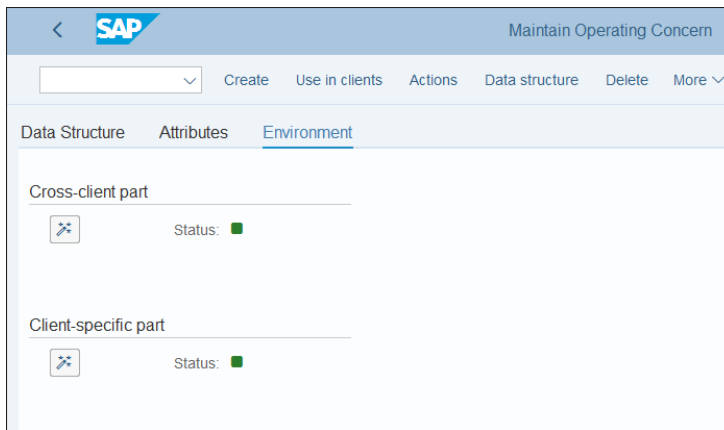 SAP Maintain Operating Concern
Create Use in clients Actions Data structure Delete More
Data Structure Attributes Environment
Cross-client part
Status:
Client-specific part
Status: